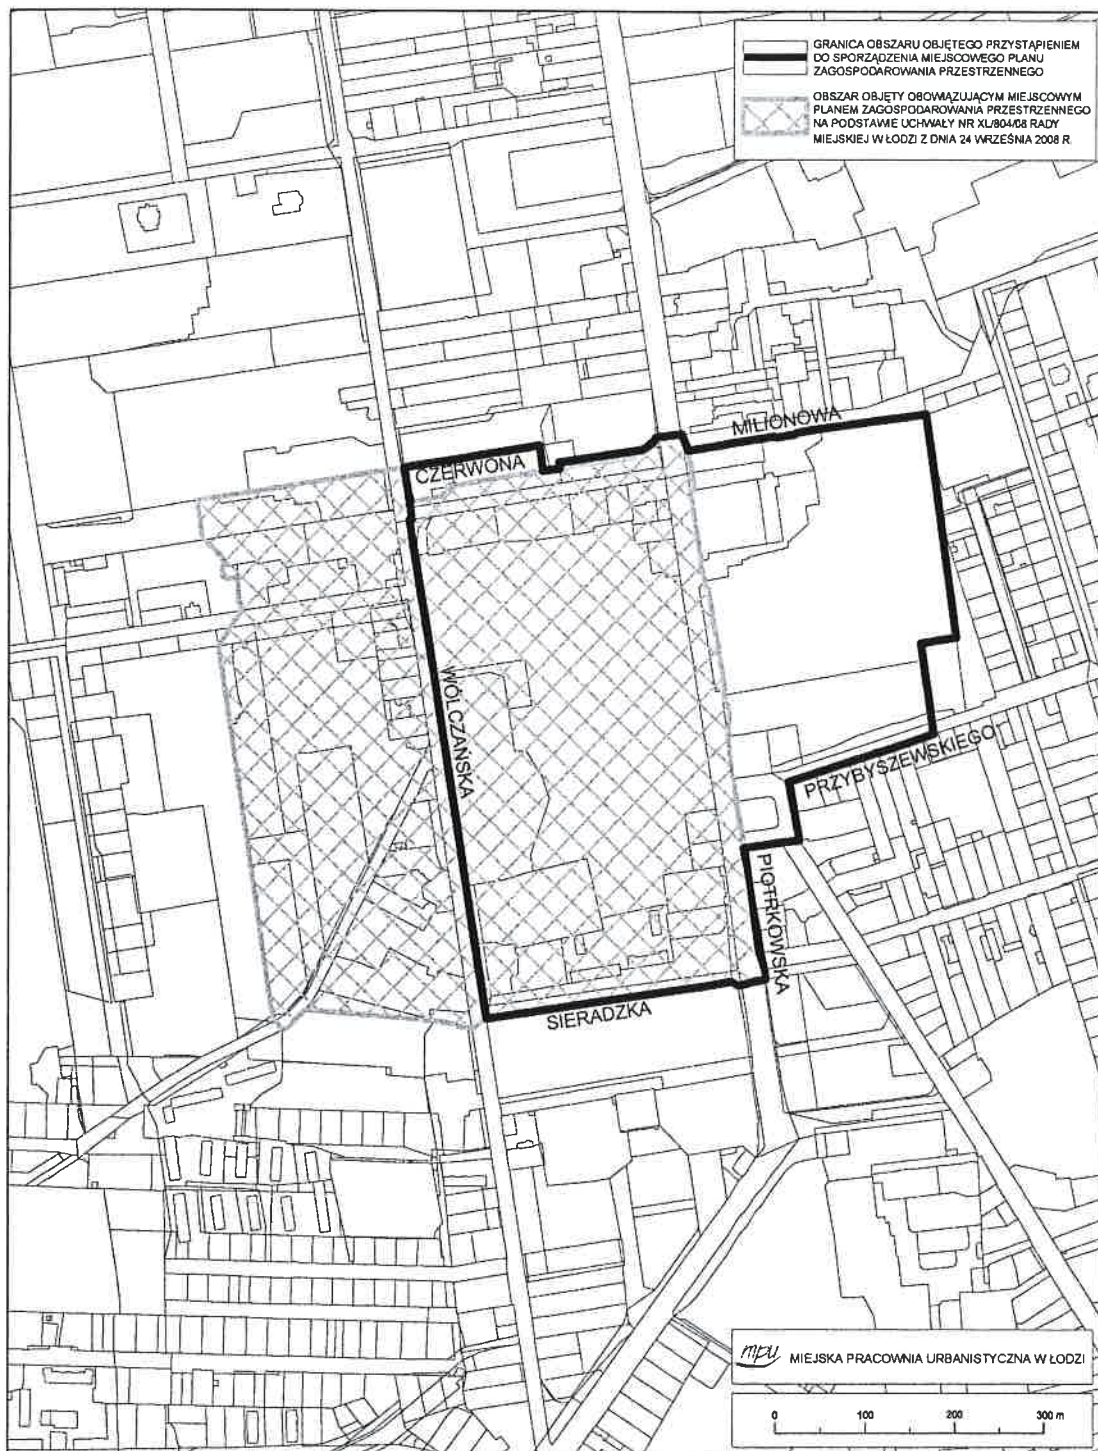 GRANICA OBSZARU OBJĘTEGO PRZYSTĄPIENIEM
DO SPORZĄDZENIA MIEJSCOWEGO PLANU
ZAGOSPODAROWANIA PRZESTRZENNEGO
OBSZAR OBJĘTY OBOWIĄZUJĄCYM MIEJSCOWYM
PLANEM ZAGOSPODAROWANIA PRZESTRZENNEGO
NA PODSTAWIE UCHWAŁY NR XL/804/08 RADY
MIEJSKIEJ W ŁODZI Z DNIA 24 WRZEŚNIA 2008 R.
MILIONOWA
CZERWONA
WÓLCZAŃSKA
PRZYBYSZEWSKIEGO
PIOTRKOWSKA
SIERADZKA
mpu MIEJSKA PRACOWNIA URBANISTYCZNA W ŁODZI
0 100 200 300 m